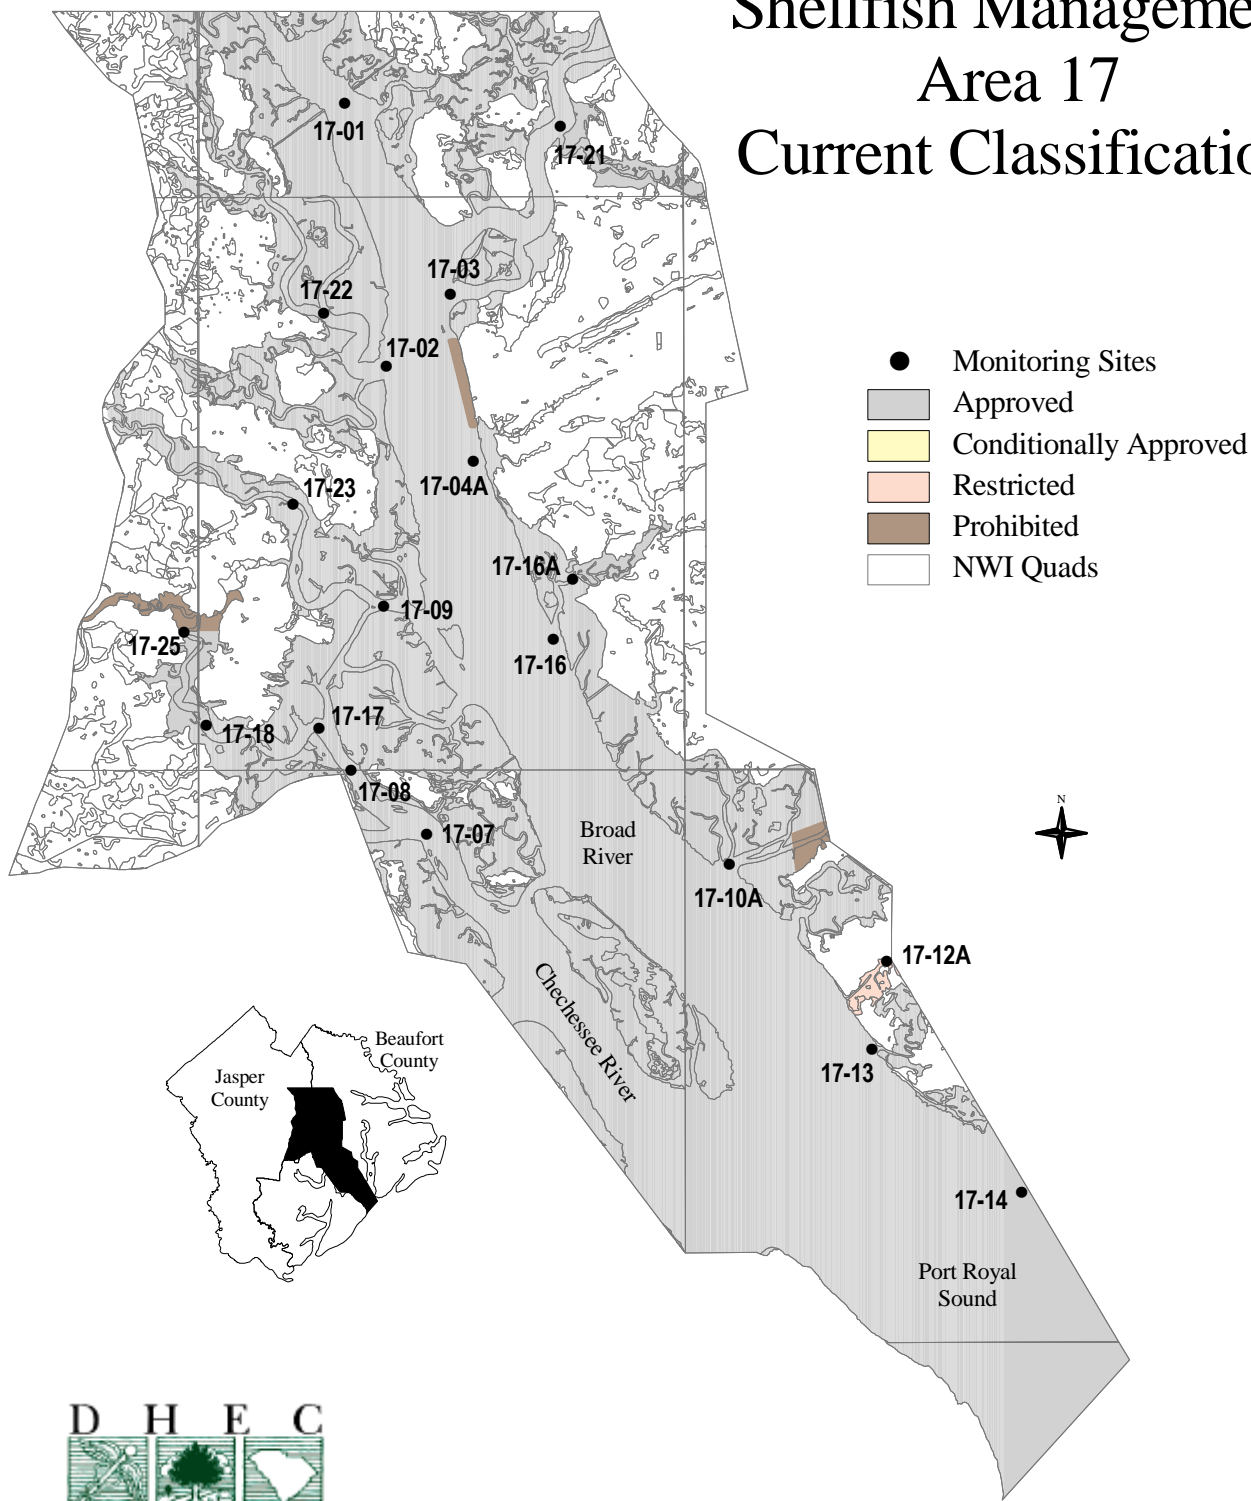 Shellfish Manageme
Area 17
Current Classificatio
17-01
17-21
17-03
17-22
17-02
Monitoring Sites
Approved
Conditionally Approved
Restricted
Prohibited
NWI Quads
17-04A
17-23
17-16A
17-09
17-25
17-16
17-17
17-18
17-08
17-07
Broad
River
N
17-10A
17-12A
Chechessee River
17-13
Beaufort
County
Jasper
County
17-14
Port Royal
Sound
D H E C